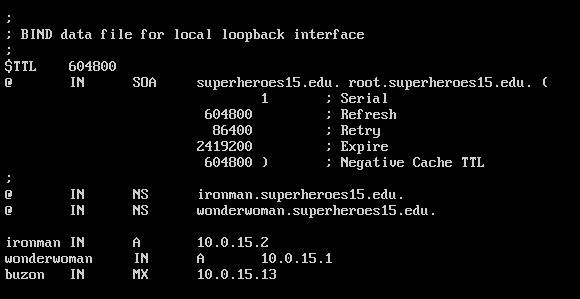 ;
; BIND data file for local loopback interface
;
$TTL    604800
@       IN      SOA     superheroes15.edu. root.superheroes15.edu. (
                              1         ; Serial
                         604800         ; Refresh
                          86400         ; Retry
                        2419200         ; Expire
                         604800 )       ; Negative Cache TTL
;
@       IN      NS      ironman.superheroes15.edu.
@       IN      NS      wonderwoman.superheroes15.edu.
ironman IN      A       10.0.15.2
wonderwoman     IN      A       10.0.15.1
buzon   IN      MX      10.0.15.13